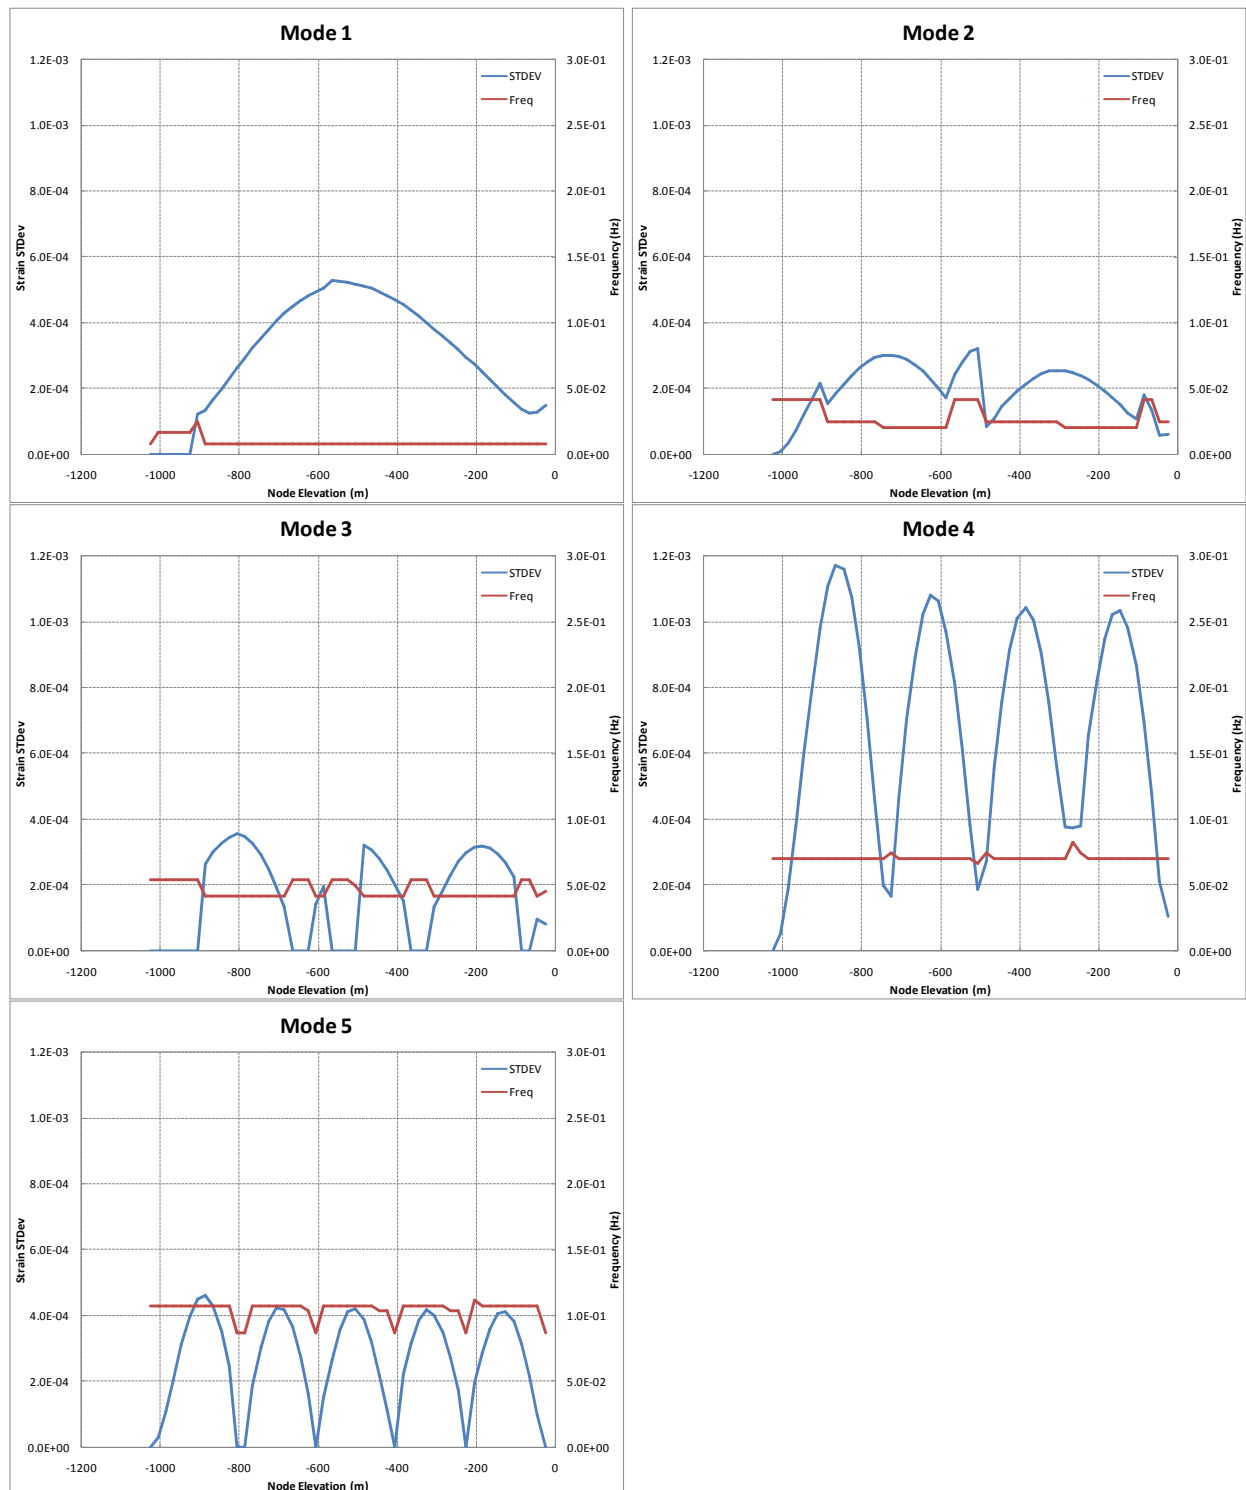 Mode 1
1.2E-03
1.0E-03
8.0E-04
6.0E-04
4.0E-04
2.0E-04
0.0E+00
3.0E-01
2.5E-01
2.0E-01
1.5E-01
1.0E-01
5.0E-02
0.0E+00
-1200 -1000 -800 -600 -400 -200 0
Strain STDev
Frequency (Hz)
Node Elevation (m)
STDEV
Freq
Mode 2
1.2E-03
1.0E-03
8.0E-04
6.0E-04
4.0E-04
2.0E-04
0.0E+00
3.0E-01
2.5E-01
2.0E-01
1.5E-01
1.0E-01
5.0E-02
0.0E+00
-1200 -1000 -800 -600 -400 -200 0
Strain STDev
Frequency (Hz)
Node Elevation (m)
STDEV
Freq
Mode 3
1.2E-03
1.0E-03
8.0E-04
6.0E-04
4.0E-04
2.0E-04
0.0E+00
3.0E-01
2.5E-01
2.0E-01
1.5E-01
1.0E-01
5.0E-02
0.0E+00
-1200 -1000 -800 -600 -400 -200 0
Strain STDev
Frequency (Hz)
Node Elevation (m)
STDEV
Freq
Mode 4
1.2E-03
1.0E-03
8.0E-04
6.0E-04
4.0E-04
2.0E-04
0.0E+00
3.0E-01
2.5E-01
2.0E-01
1.5E-01
1.0E-01
5.0E-02
0.0E+00
-1200 -1000 -800 -600 -400 -200 0
Strain STDev
Frequency (Hz)
Node Elevation (m)
STDEV
Freq
Mode 5
1.2E-03
1.0E-03
8.0E-04
6.0E-04
4.0E-04
2.0E-04
0.0E+00
3.0E-01
2.5E-01
2.0E-01
1.5E-01
1.0E-01
5.0E-02
0.0E+00
-1200 -1000 -800 -600 -400 -200 0
Strain STDev
Frequency (Hz)
Node Elevation (m)
STDEV
Freq